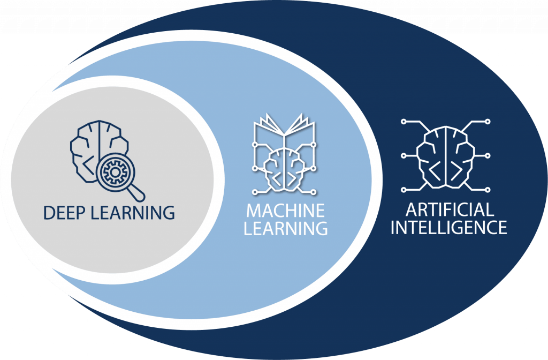 DEEP LEARNING
MACHINE
LEARNING
ARTIFICIAL
INTELLIGENCE